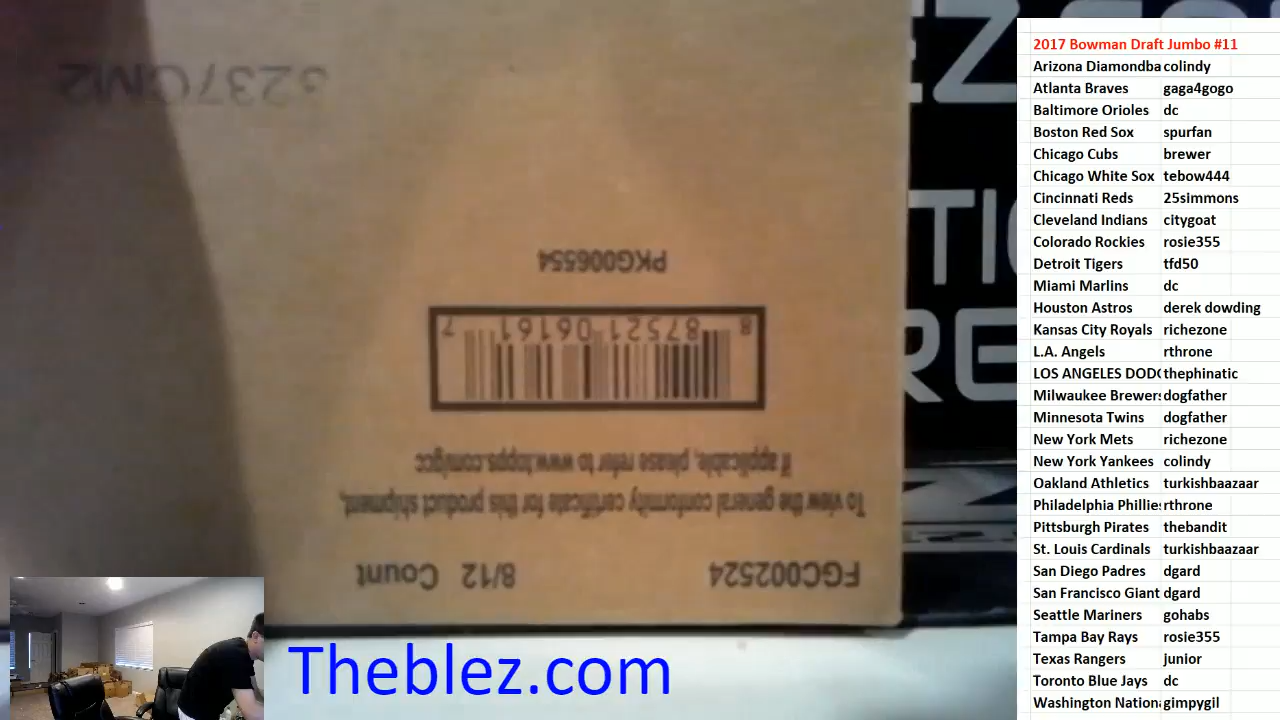 3237CM2
PKG006554
8 87521 06161 7
To view the general conformity certificate for this product shipment,
if applicable, please refer to www.topps.com/gcc
FGC002524
8/12 Count
Theblez.com
2017 Bowman Draft Jumbo #11
Arizona Diamondba colindy
Atlanta Braves gaga4gogo
Baltimore Orioles dc
Boston Red Sox spurfan
Chicago Cubs brewer
Chicago White Sox tebow444
Cincinnati Reds 25simmons
Cleveland Indians citygoat
Colorado Rockies rosie355
Detroit Tigers tfd50
Miami Marlins dc
Houston Astros derek dowding
Kansas City Royals richezone
L.A. Angels rthrone
LOS ANGELES DODG thephinatic
Milwaukee Brewers dogfather
Minnesota Twins dogfather
New York Mets richezone
New York Yankees colindy
Oakland Athletics turkishbaazaar
Philadelphia Phillies rthrone
Pittsburgh Pirates thebandit
St. Louis Cardinals turkishbaazaar
San Diego Padres dgard
San Francisco Giant dgard
Seattle Mariners gohabs
Tampa Bay Rays rosie355
Texas Rangers junior
Toronto Blue Jays dc
Washington Nationa gimpygil